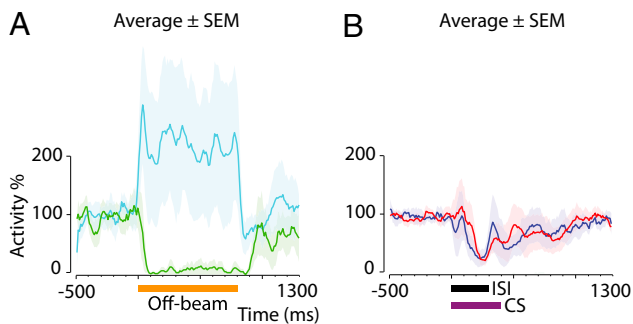 A
Average ± SEM
Activity %
200
100
0
-500
1300
Off-beam
Time (ms)
B
Average ± SEM
200
100
0
-500
1300
ISI
CS